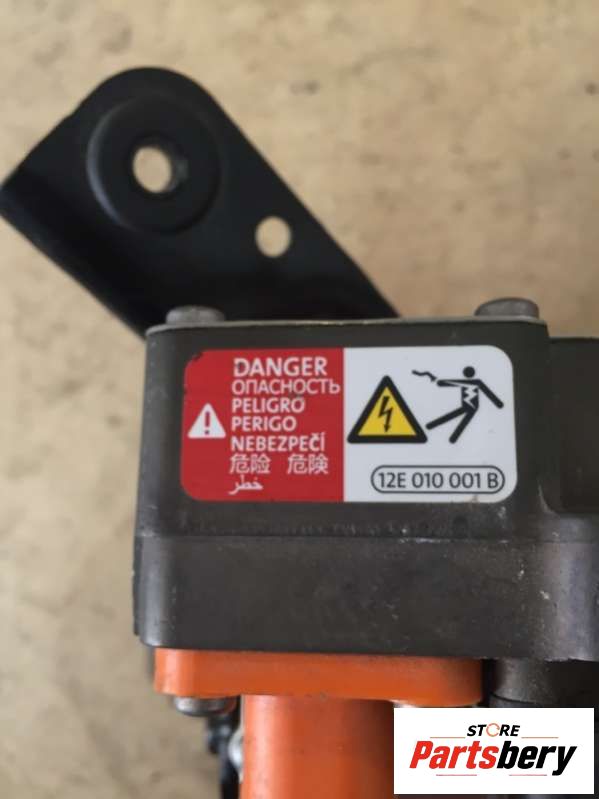 DANGER
ОПАСНОСТЬ
PELIGRO
PERIGO
NEBEZPEČÍ
危险 危険
خطر
12E 010 001 B
STORE
Partsbery